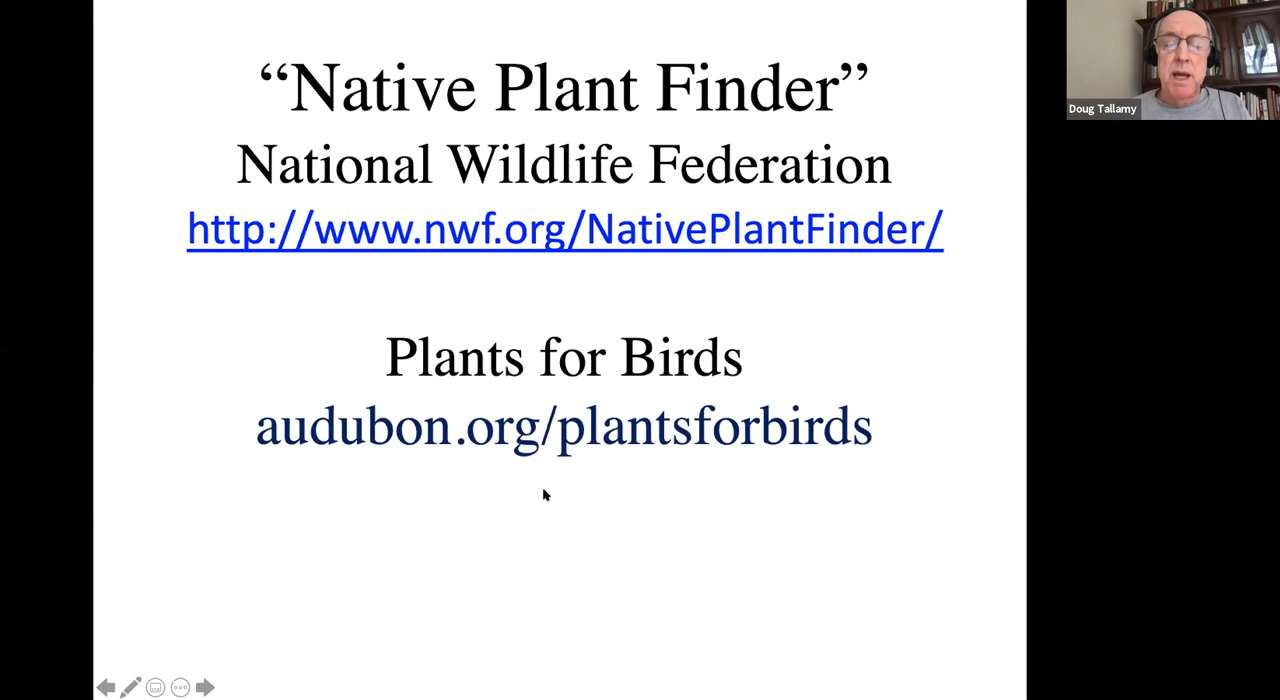 “Native Plant Finder”
National Wildlife Federation
http://www.nwf.org/NativePlantFinder/
Plants for Birds
audubon.org/plantsforbirds
Doug Tallamy